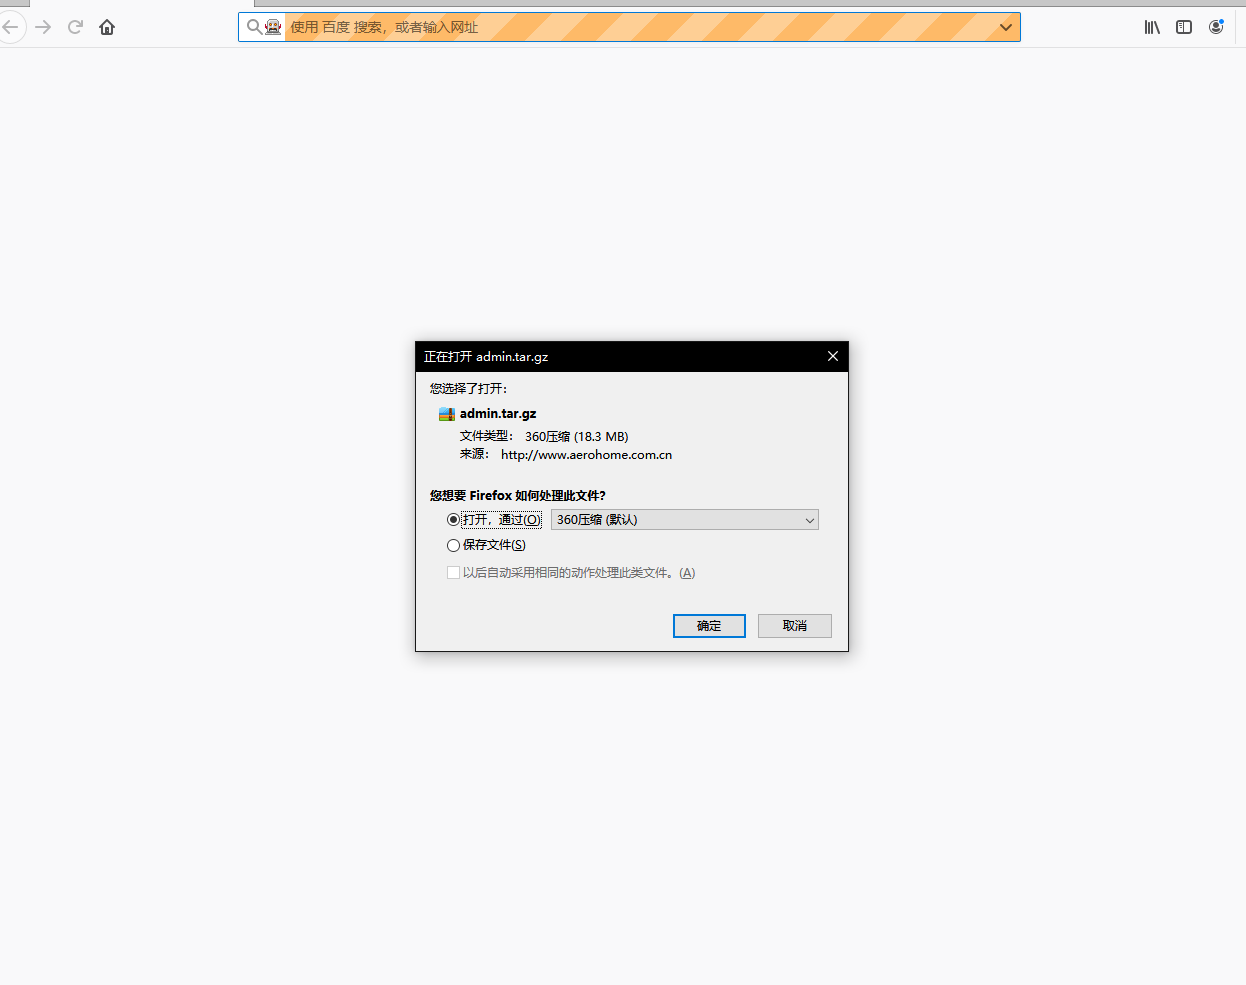 使用 百度 搜索，或者输入网址
正在打开 admin.tar.gz
您选择了打开：
admin.tar.gz
文件类型： 360压缩 (18.3 MB)
来源： http://www.aerohome.com.cn
您想要 Firefox 如何处理此文件？
打开，通过(O) 360压缩 (默认)
保存文件(S)
以后自动采用相同的动作处理此类文件。(A)
确定 取消